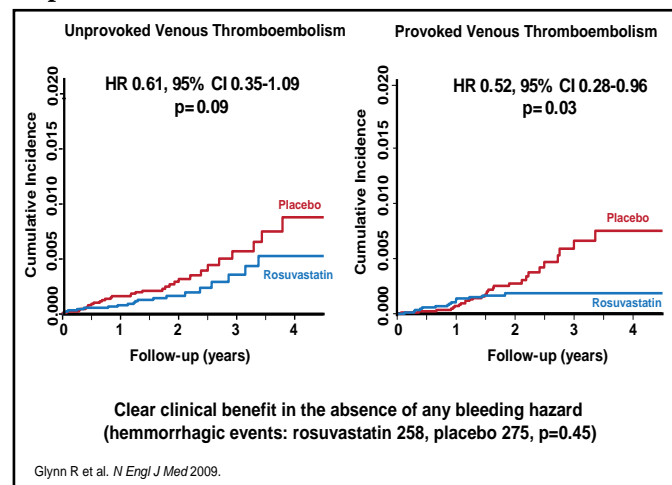 Unprovoked Venous Thromboembolism
HR 0.61, 95% CI 0.35-1.09
p= 0.09
Cumulative Incidence
0.020
0.015
0.010
0.005
0.000
Placebo
Rosuvastatin
0 1 2 3 4
Follow-up (years)
Provoked Venous Thromboembolism
HR 0.52, 95% CI 0.28-0.96
p= 0.03
Cumulative Incidence
0.020
0.015
0.010
0.005
0.000
Placebo
Rosuvastatin
0 1 2 3 4
Follow-up (years)
Clear clinical benefit in the absence of any bleeding hazard
(hemmorrhagic events: rosuvastatin 258, placebo 275, p=0.45)
Glynn R et al. N Engl J Med 2009.